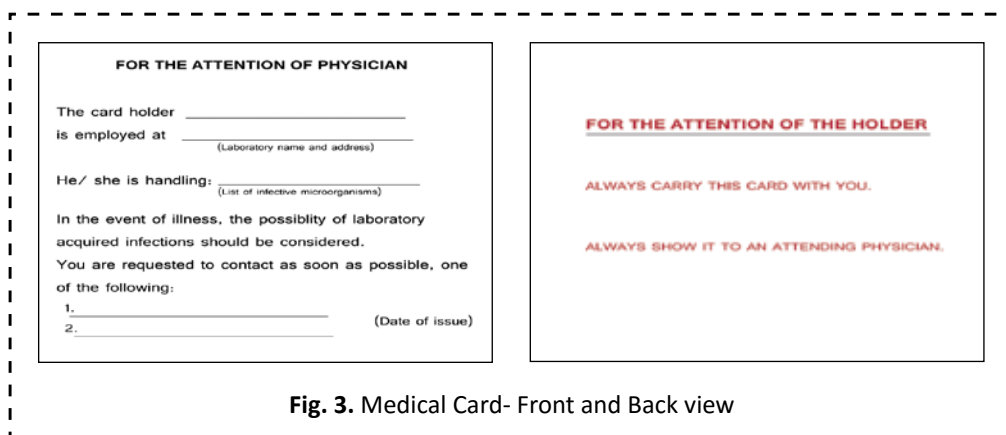 FOR THE ATTENTION OF PHYSICIAN
The card holder
is employed at
(Laboratory name and address)
He/ she is handling:
(List of infective microorganisms)
In the event of illness, the possiblity of laboratory
acquired infections should be considered.
You are requested to contact as soon as possible, one
of the following:
1.
(Date of issue)
2.
FOR THE ATTENTION OF THE HOLDER
ALWAYS CARRY THIS CARD WITH YOU.
ALWAYS SHOW IT TO AN ATTENDING PHYSICIAN.
Fig. 3. Medical Card- Front and Back view